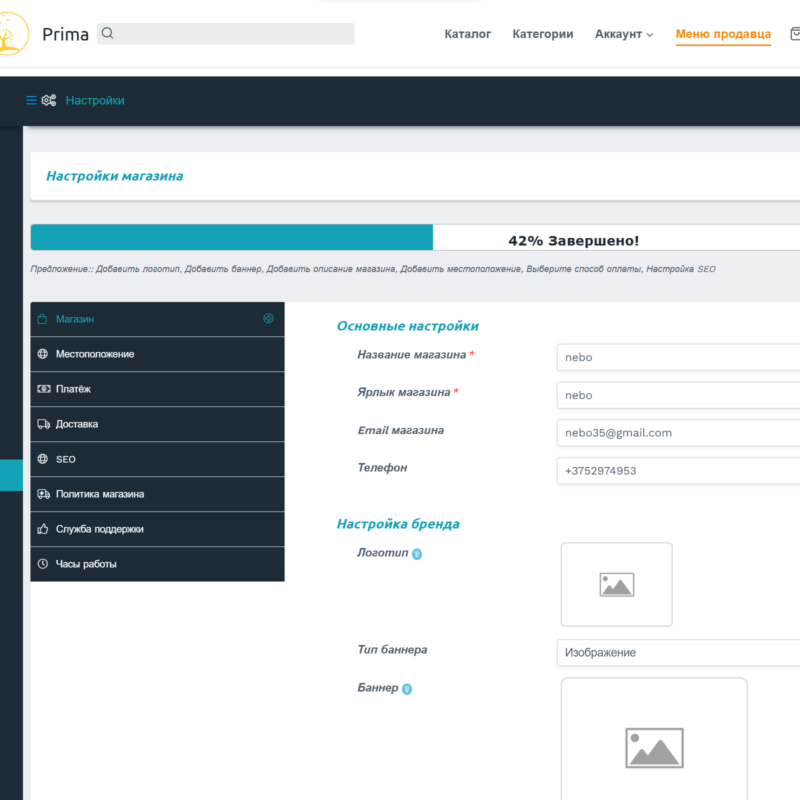 Prima
Каталог Категории Аккаунт Меню продавца
Настройки
Настройки магазина
42% Завершено!
Предложение:: Добавить логотип, Добавить баннер, Добавить описание магазина, Добавить местоположение, Выберите способ оплаты, Настройка SEO
Магазин
Местоположение
Платёж
Доставка
SEO
Политика магазина
Служба поддержки
Часы работы
Основные настройки
Название магазина * nebo
Ярлык магазина * nebo
Email магазина nebo35@gmail.com
Телефон +3752974953
Настройка бренда
Логотип
Тип баннера Изображение
Баннер